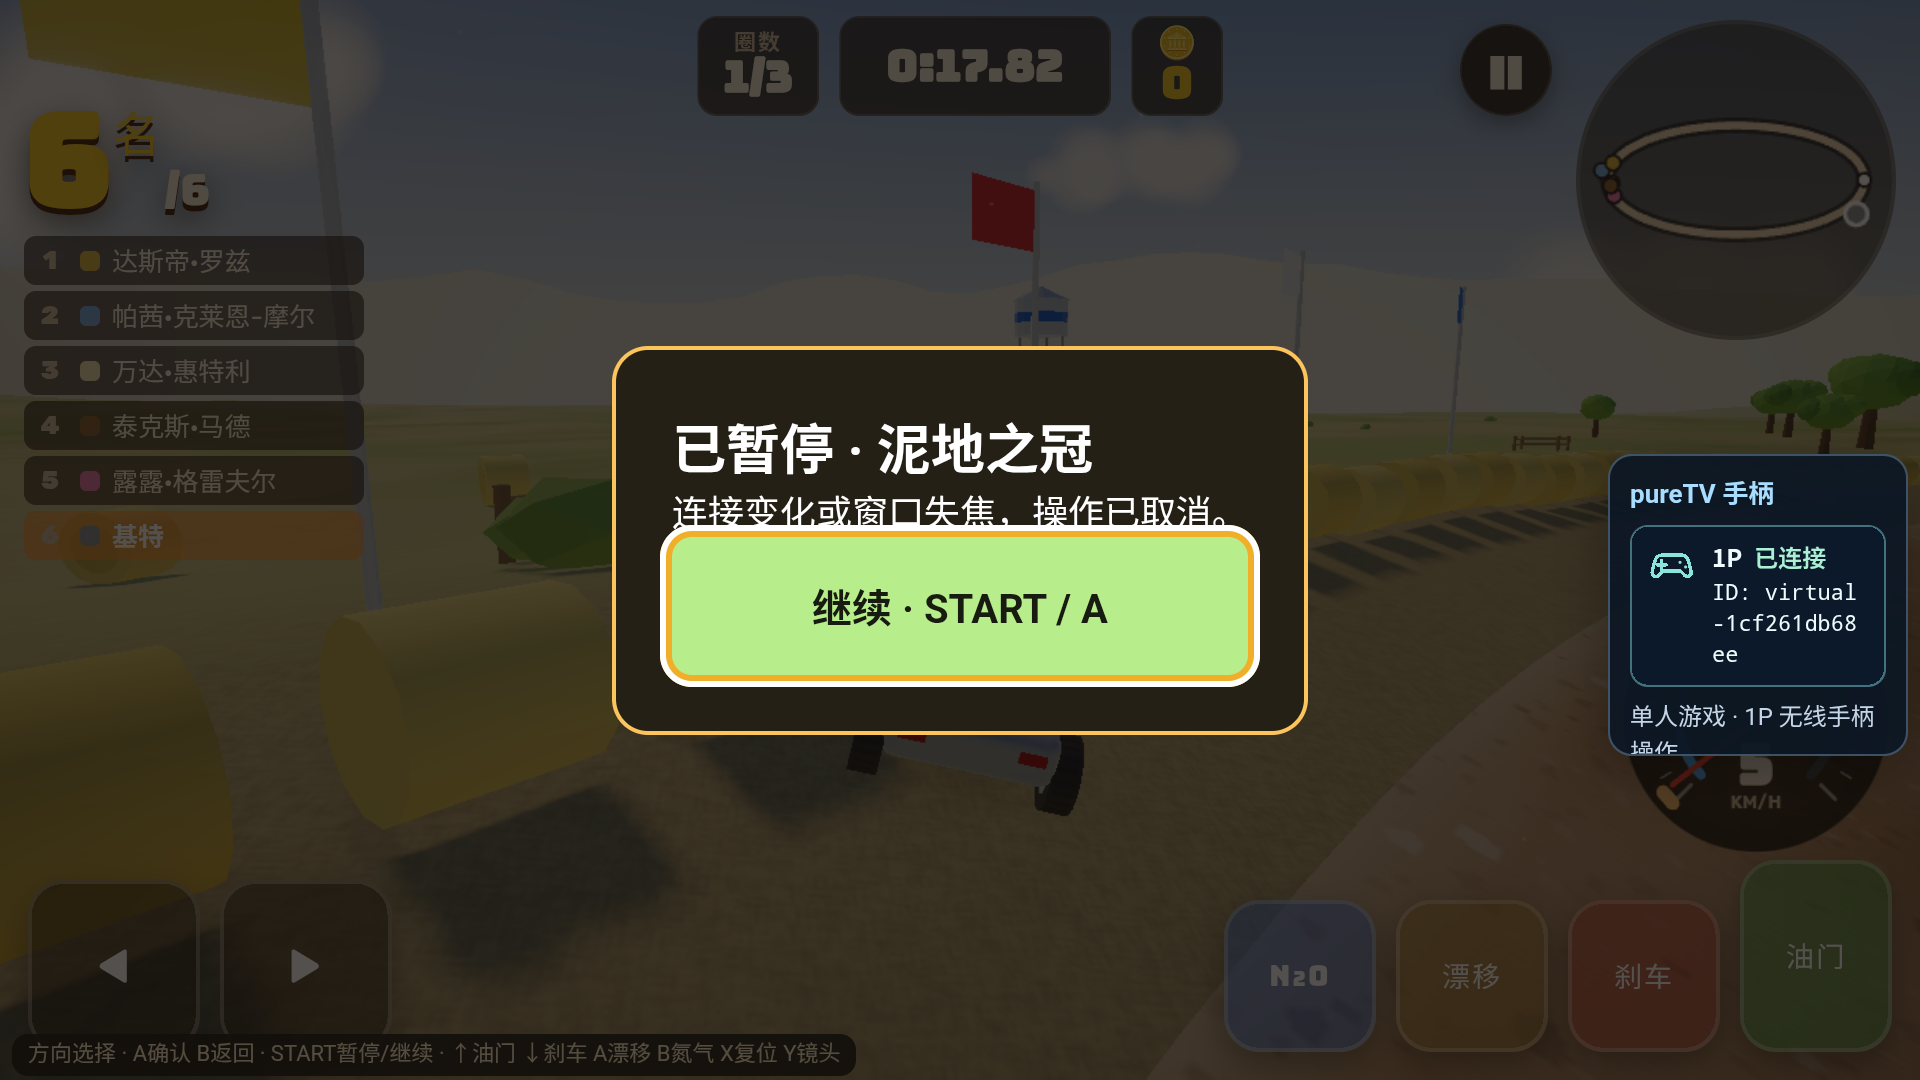 圈数
1/3
0:17.82
0
6名
/6
1 达斯帝•罗兹
2 帕茜•克莱恩-摩尔
3 万达•惠特利
4 泰克斯•马德
5 露露•格雷夫尔
6 基特
已暂停 · 泥地之冠
连接变化或窗口失焦，操作已取消。
继续 · START / A
pureTV 手柄
1P 已连接
ID: virtual
-1cf261db68
ee
单人游戏 · 1P 无线手柄
操作
5
KM/H
N2O
漂移
刹车
油门
方向选择 · A确认 B返回 · START暂停/继续 · ↑油门 ↓刹车 A漂移 B氮气 X复位 Y镜头